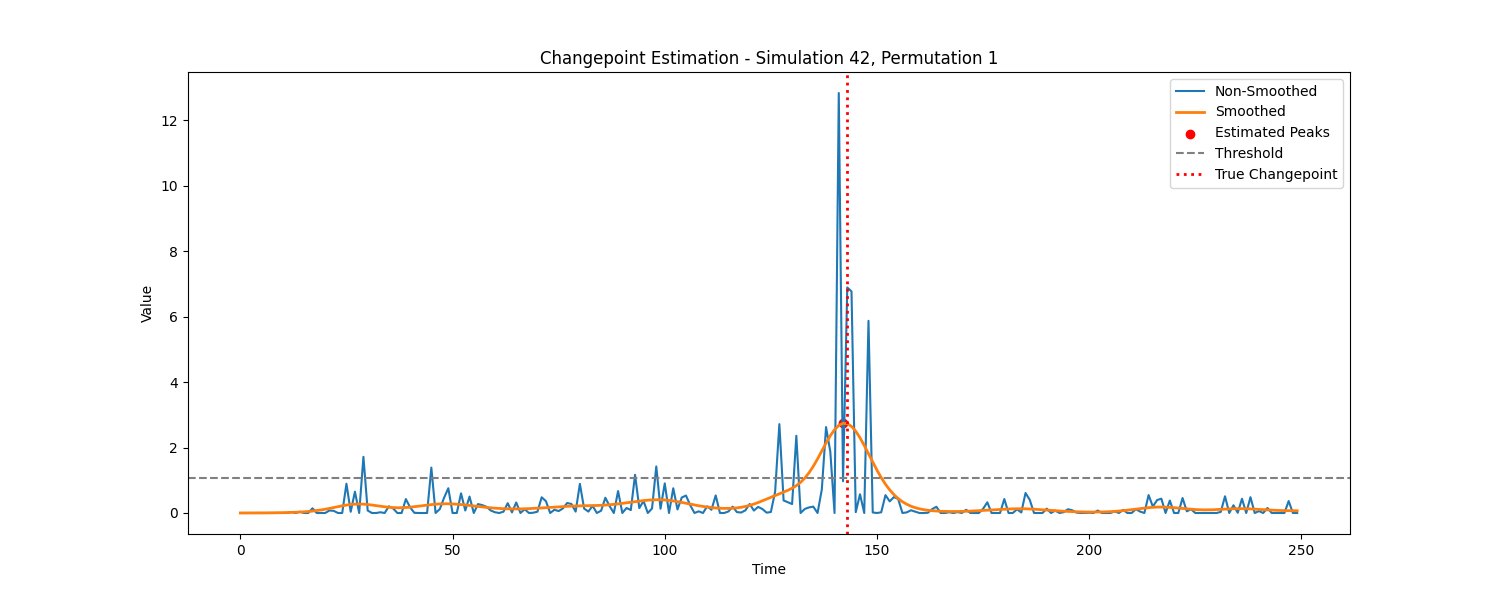 Changepoint Estimation - Simulation 42, Permutation 1
Non-Smoothed
Smoothed
Estimated Peaks
Threshold
True Changepoint
Value
12
10
8
6
4
2
0
0
50
100
150
200
250
Time